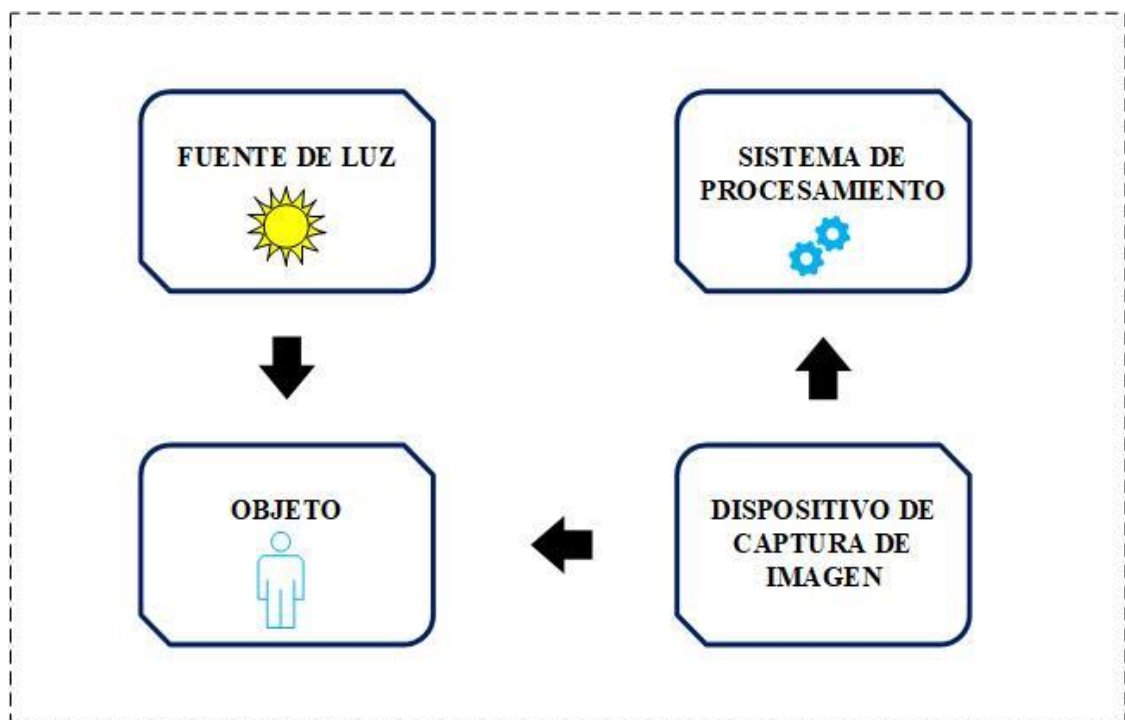 FUENTE DE LUZ
SISTEMA DE
PROCESAMIENTO
OBJETO
DISPOSITIVO DE
CAPTURA DE
IMAGEN